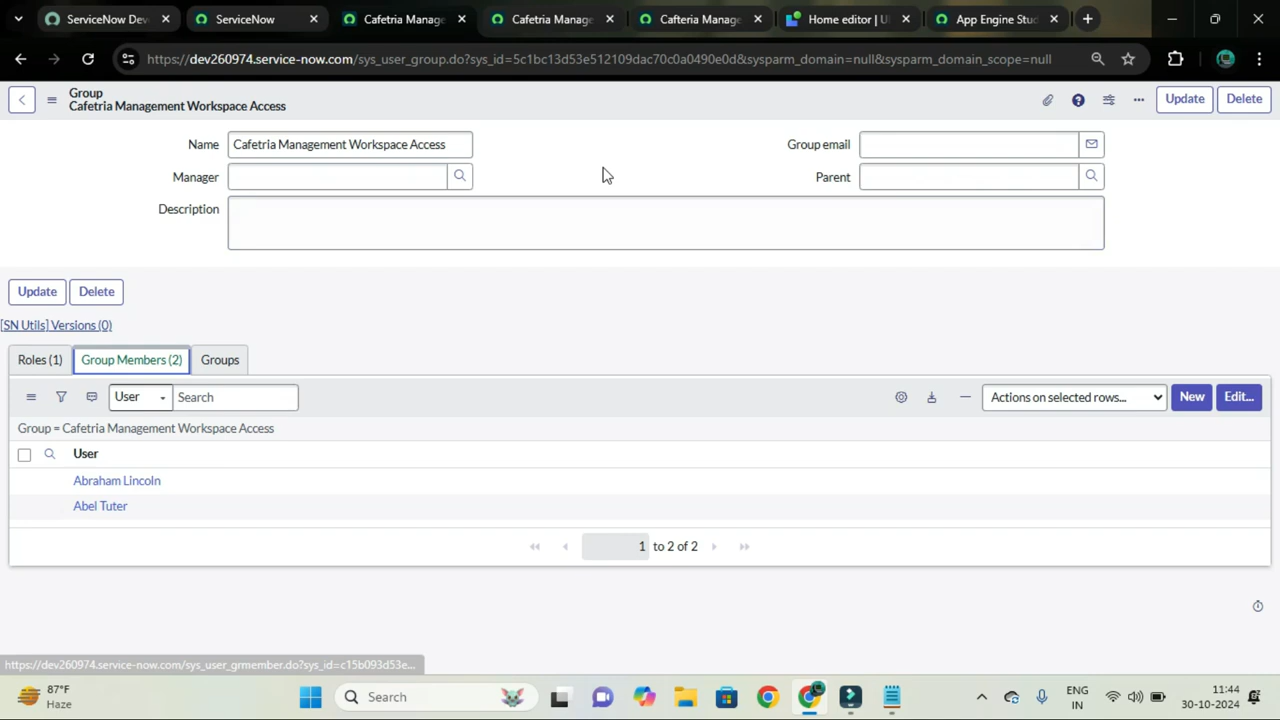 ServiceNow Dev
ServiceNow
Cafetria Manage
Cafetria Manage
Cafteria Manage
Home editor | UI
App Engine Stud
https://dev260974.service-now.com/sys_user_group.do?sys_id=5c1bc13d53e512109dac70c0a0490e0d&sysparm_domain=null&sysparm_domain_scope=null
Group
Cafetria Management Workspace Access
Update
Delete
Name
Cafetria Management Workspace Access
Group email
Manager
Parent
Description
Update
Delete
[SN Utils] Versions (0)
Roles (1)
Group Members (2)
Groups
User
Search
Actions on selected rows...
New
Edit...
Group = Cafetria Management Workspace Access
User
Abraham Lincoln
Abel Tuter
1 to 2 of 2
https://dev260974.service-now.com/sys_user_grmember.do?sys_id=c15b093d53e...
87°F
Haze
Search
ENG
IN
11:44
30-10-2024